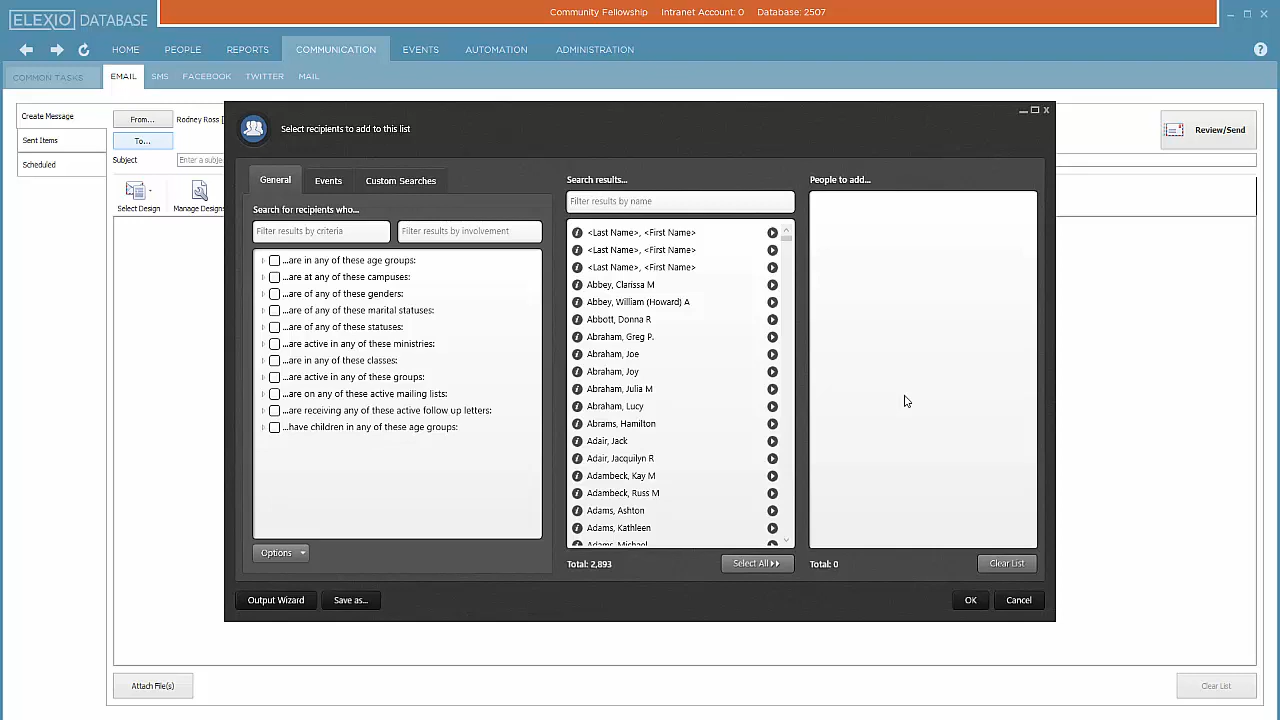 Community Fellowship Intranet Account: 0 Database: 2507
ELEXIO DATABASE
HOME PEOPLE REPORTS COMMUNICATION EVENTS AUTOMATION ADMINISTRATION ?
COMMON TASKS EMAIL SMS FACEBOOK TWITTER MAIL
Create Message
Sent Items
Scheduled
From... Rodney Ross [
To...
Subject Enter a subje
Select Design Manage Designs
Review/Send
Select recipients to add to this list
General Events Custom Searches
Search for recipients who...
Filter results by criteria Filter results by involvement
...are in any of these age groups:
...are at any of these campuses:
...are of any of these genders:
...are of any of these marital statuses:
...are of any of these statuses:
...are active in any of these ministries:
...are in any of these classes:
...are active in any of these groups:
...are on any of these active mailing lists:
...are receiving any of these active follow up letters:
...have children in any of these age groups:
Options
Search results...
Filter results by name
<Last Name>, <First Name>
<Last Name>, <First Name>
<Last Name>, <First Name>
Abbey, Clarissa M
Abbey, William (Howard) A
Abbott, Donna R
Abraham, Greg P.
Abraham, Joe
Abraham, Joy
Abraham, Julia M
Abraham, Lucy
Abrams, Hamilton
Adair, Jack
Adair, Jacquilyn R
Adambeck, Kay M
Adambeck, Russ M
Adams, Ashton
Adams, Kathleen
Adams, Michael
Total: 2,893 Select All
People to add...
Total: 0 Clear List
Output Wizard Save as... OK Cancel
Attach File(s) Clear List